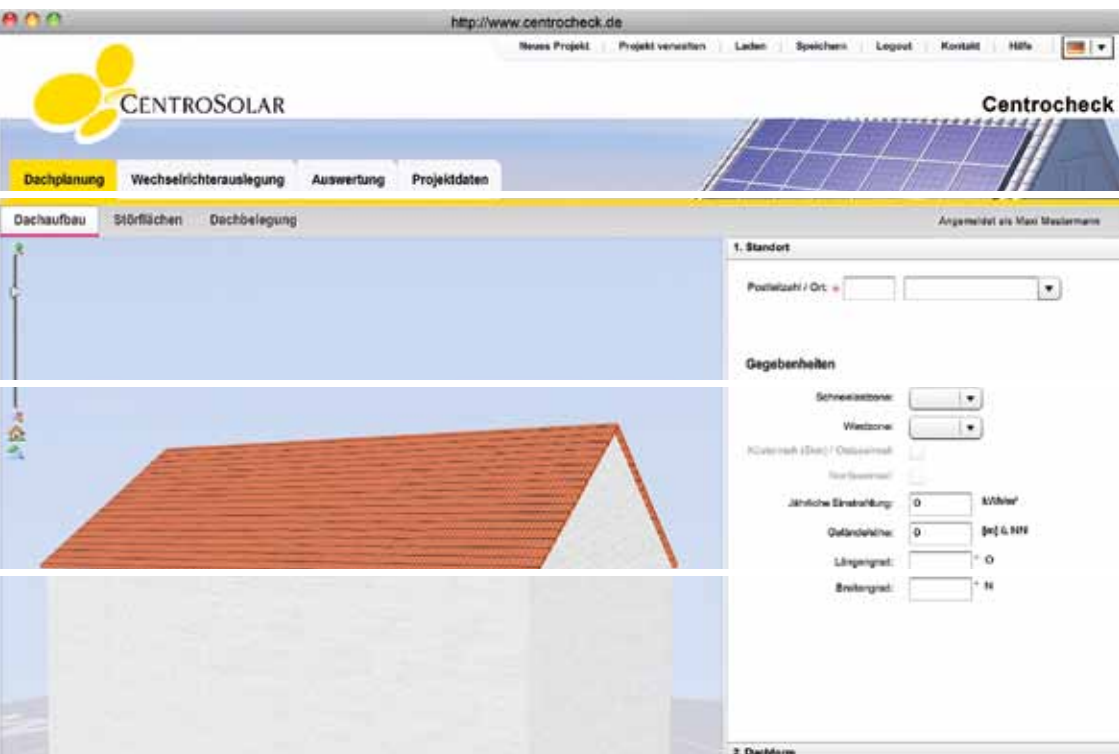 http://www.centrocheck.de
Neues Projekt Projekt verwalten Laden Speichern Logout Kontakt Hilfe
CENTROSOLAR
Centrocheck
Dachplanung Wechselrichterauslegung Auswertung Projektdaten
Dachaufbau Störflächen Dachbelegung
Angemeldet als Maxi Mustermann
1. Standort
Postleitzahl / Ort: *
Gegebenheiten
Schneelastzone:
Windzone:
Jährliche Einstrahlung: 0 kWh/m²
Geländehöhe: 0 [m] ü. NN
Längengrad: ° O
Breitengrad: ° N
2. Dachform